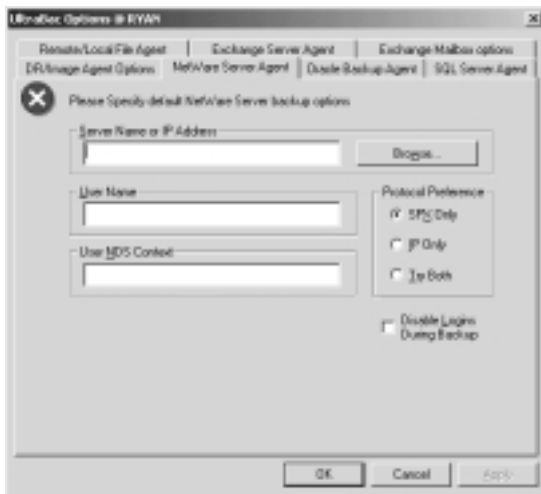 UltraBac Options @ RYAN
Remote/Local File Agent
Exchange Server Agent
Exchange Mailbox options
DR/Image Agent Options
NetWare Server Agent
Oracle Backup Agent
SQL Server Agent
Please Specify default NetWare Server backup options
Server Name or IP Address
Browse...
User Name
Protocol Preference
SPX Only
IP Only
Try Both
User NDS Context
Disable Logins
During Backup
OK
Cancel
Apply